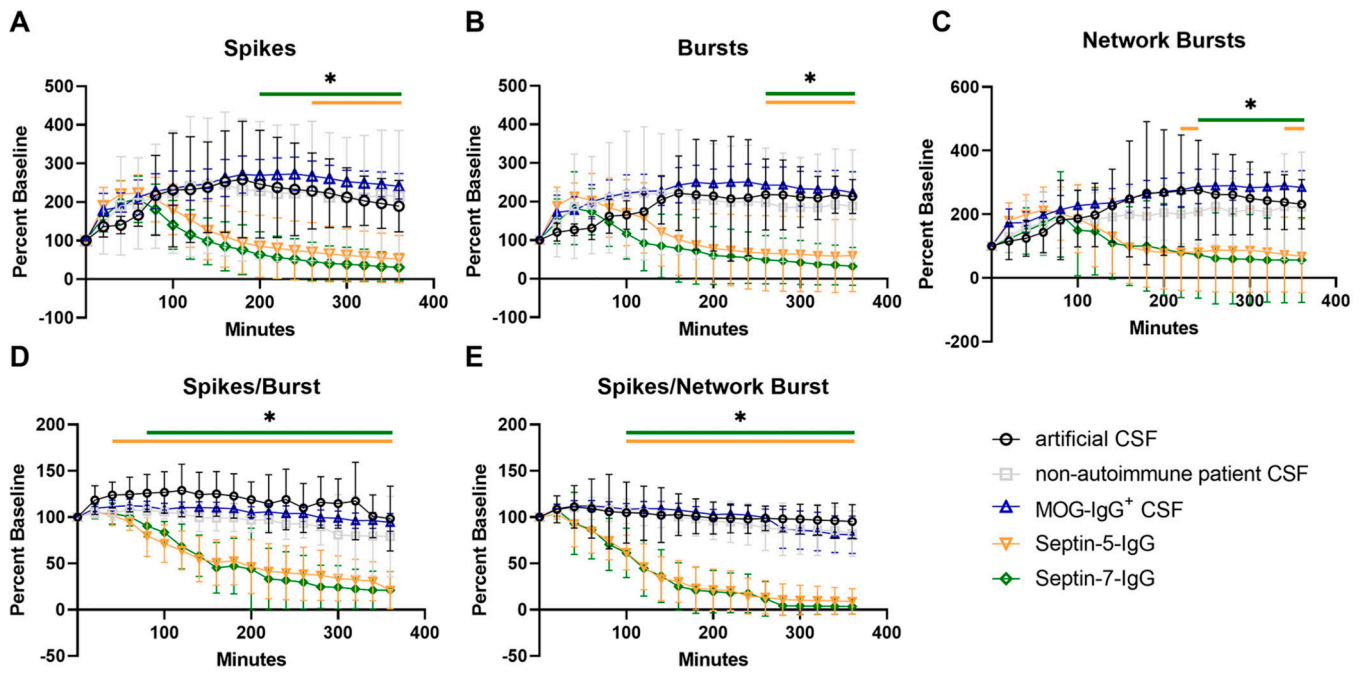 A
Spikes
*
Percent Baseline
500
400
300
200
100
0
-100
100
200
300
400
Minutes
B
Bursts
*
Percent Baseline
500
400
300
200
100
0
-100
100
200
300
400
Minutes
C
Network Bursts
*
Percent Baseline
600
400
200
0
-200
100
200
300
400
Minutes
D
Spikes/Burst
*
Percent Baseline
200
150
100
50
0
-50
100
200
300
400
Minutes
E
Spikes/Network Burst
*
Percent Baseline
200
150
100
50
0
-50
100
200
300
400
Minutes
artificial CSF
non-autoimmune patient CSF
MOG-IgG⁺ CSF
Septin-5-IgG
Septin-7-IgG